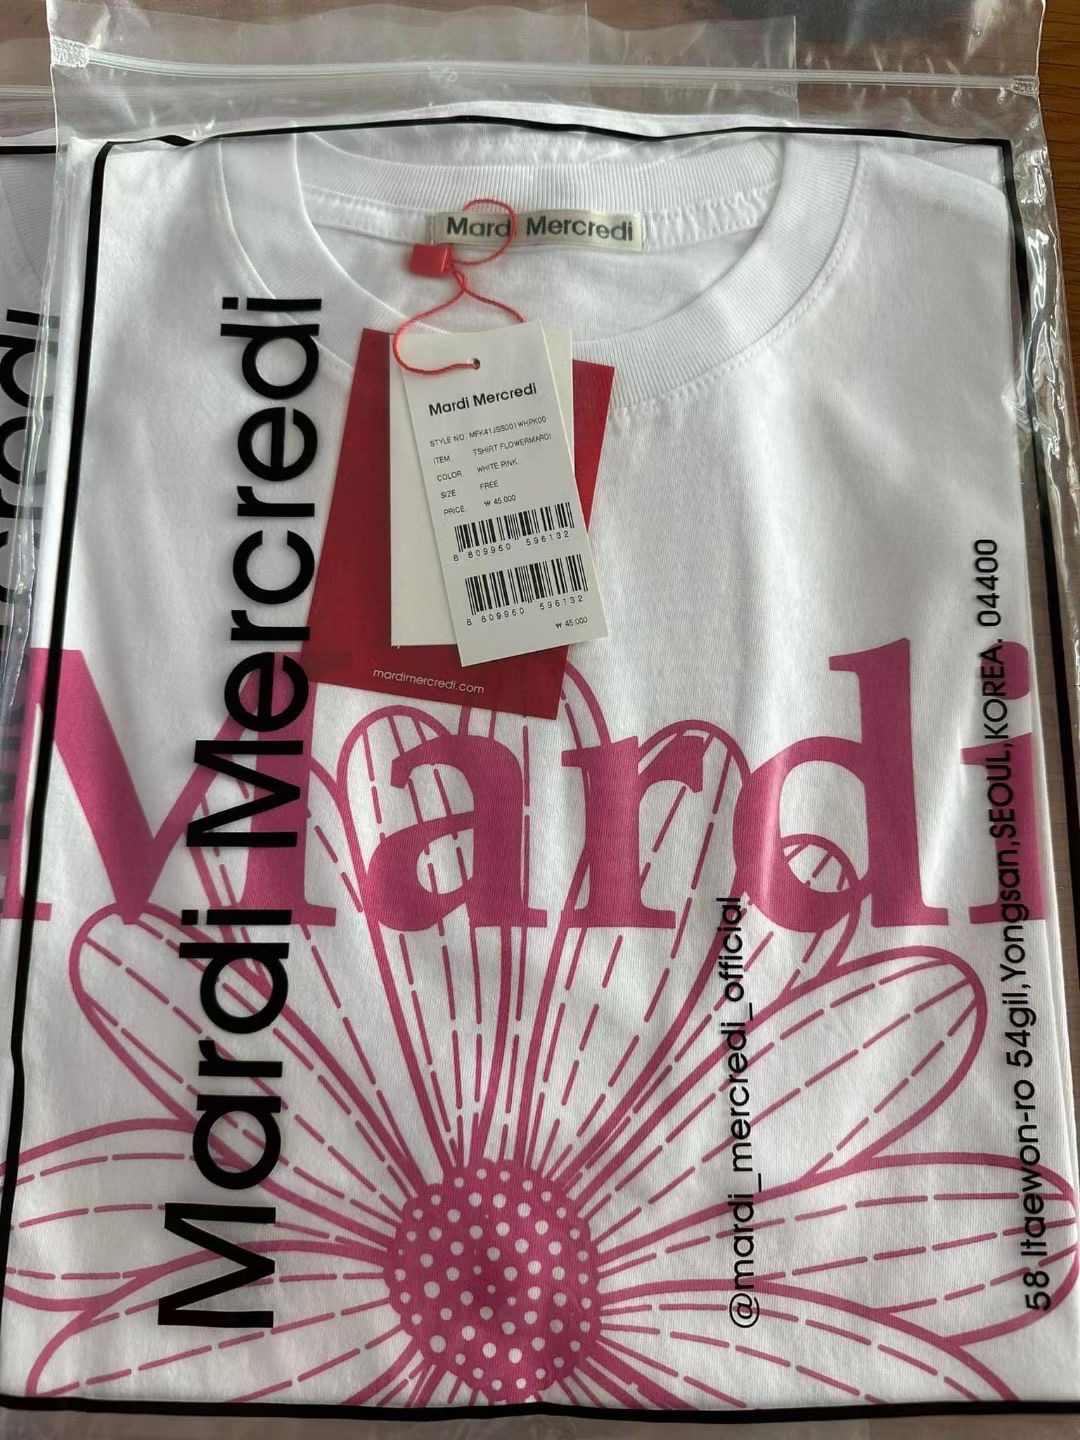 Mardi Mercredi
Mardi Mercredi
STYLE NO. MFK41JSS001WHPK00
ITEM TSHIRT FLOWERMARDI
COLOR WHITE PINK
SIZE FREE
PRICE ₩ 45,000
8 809960 596132
8 809960 596132
₩ 45,000
mardimercredi.com
Mardi
Mardi Mercredi
@mardi_mercredi_official
58 Itaewon-ro 54gil,Yongsan,SEOUL,KOREA. 04400